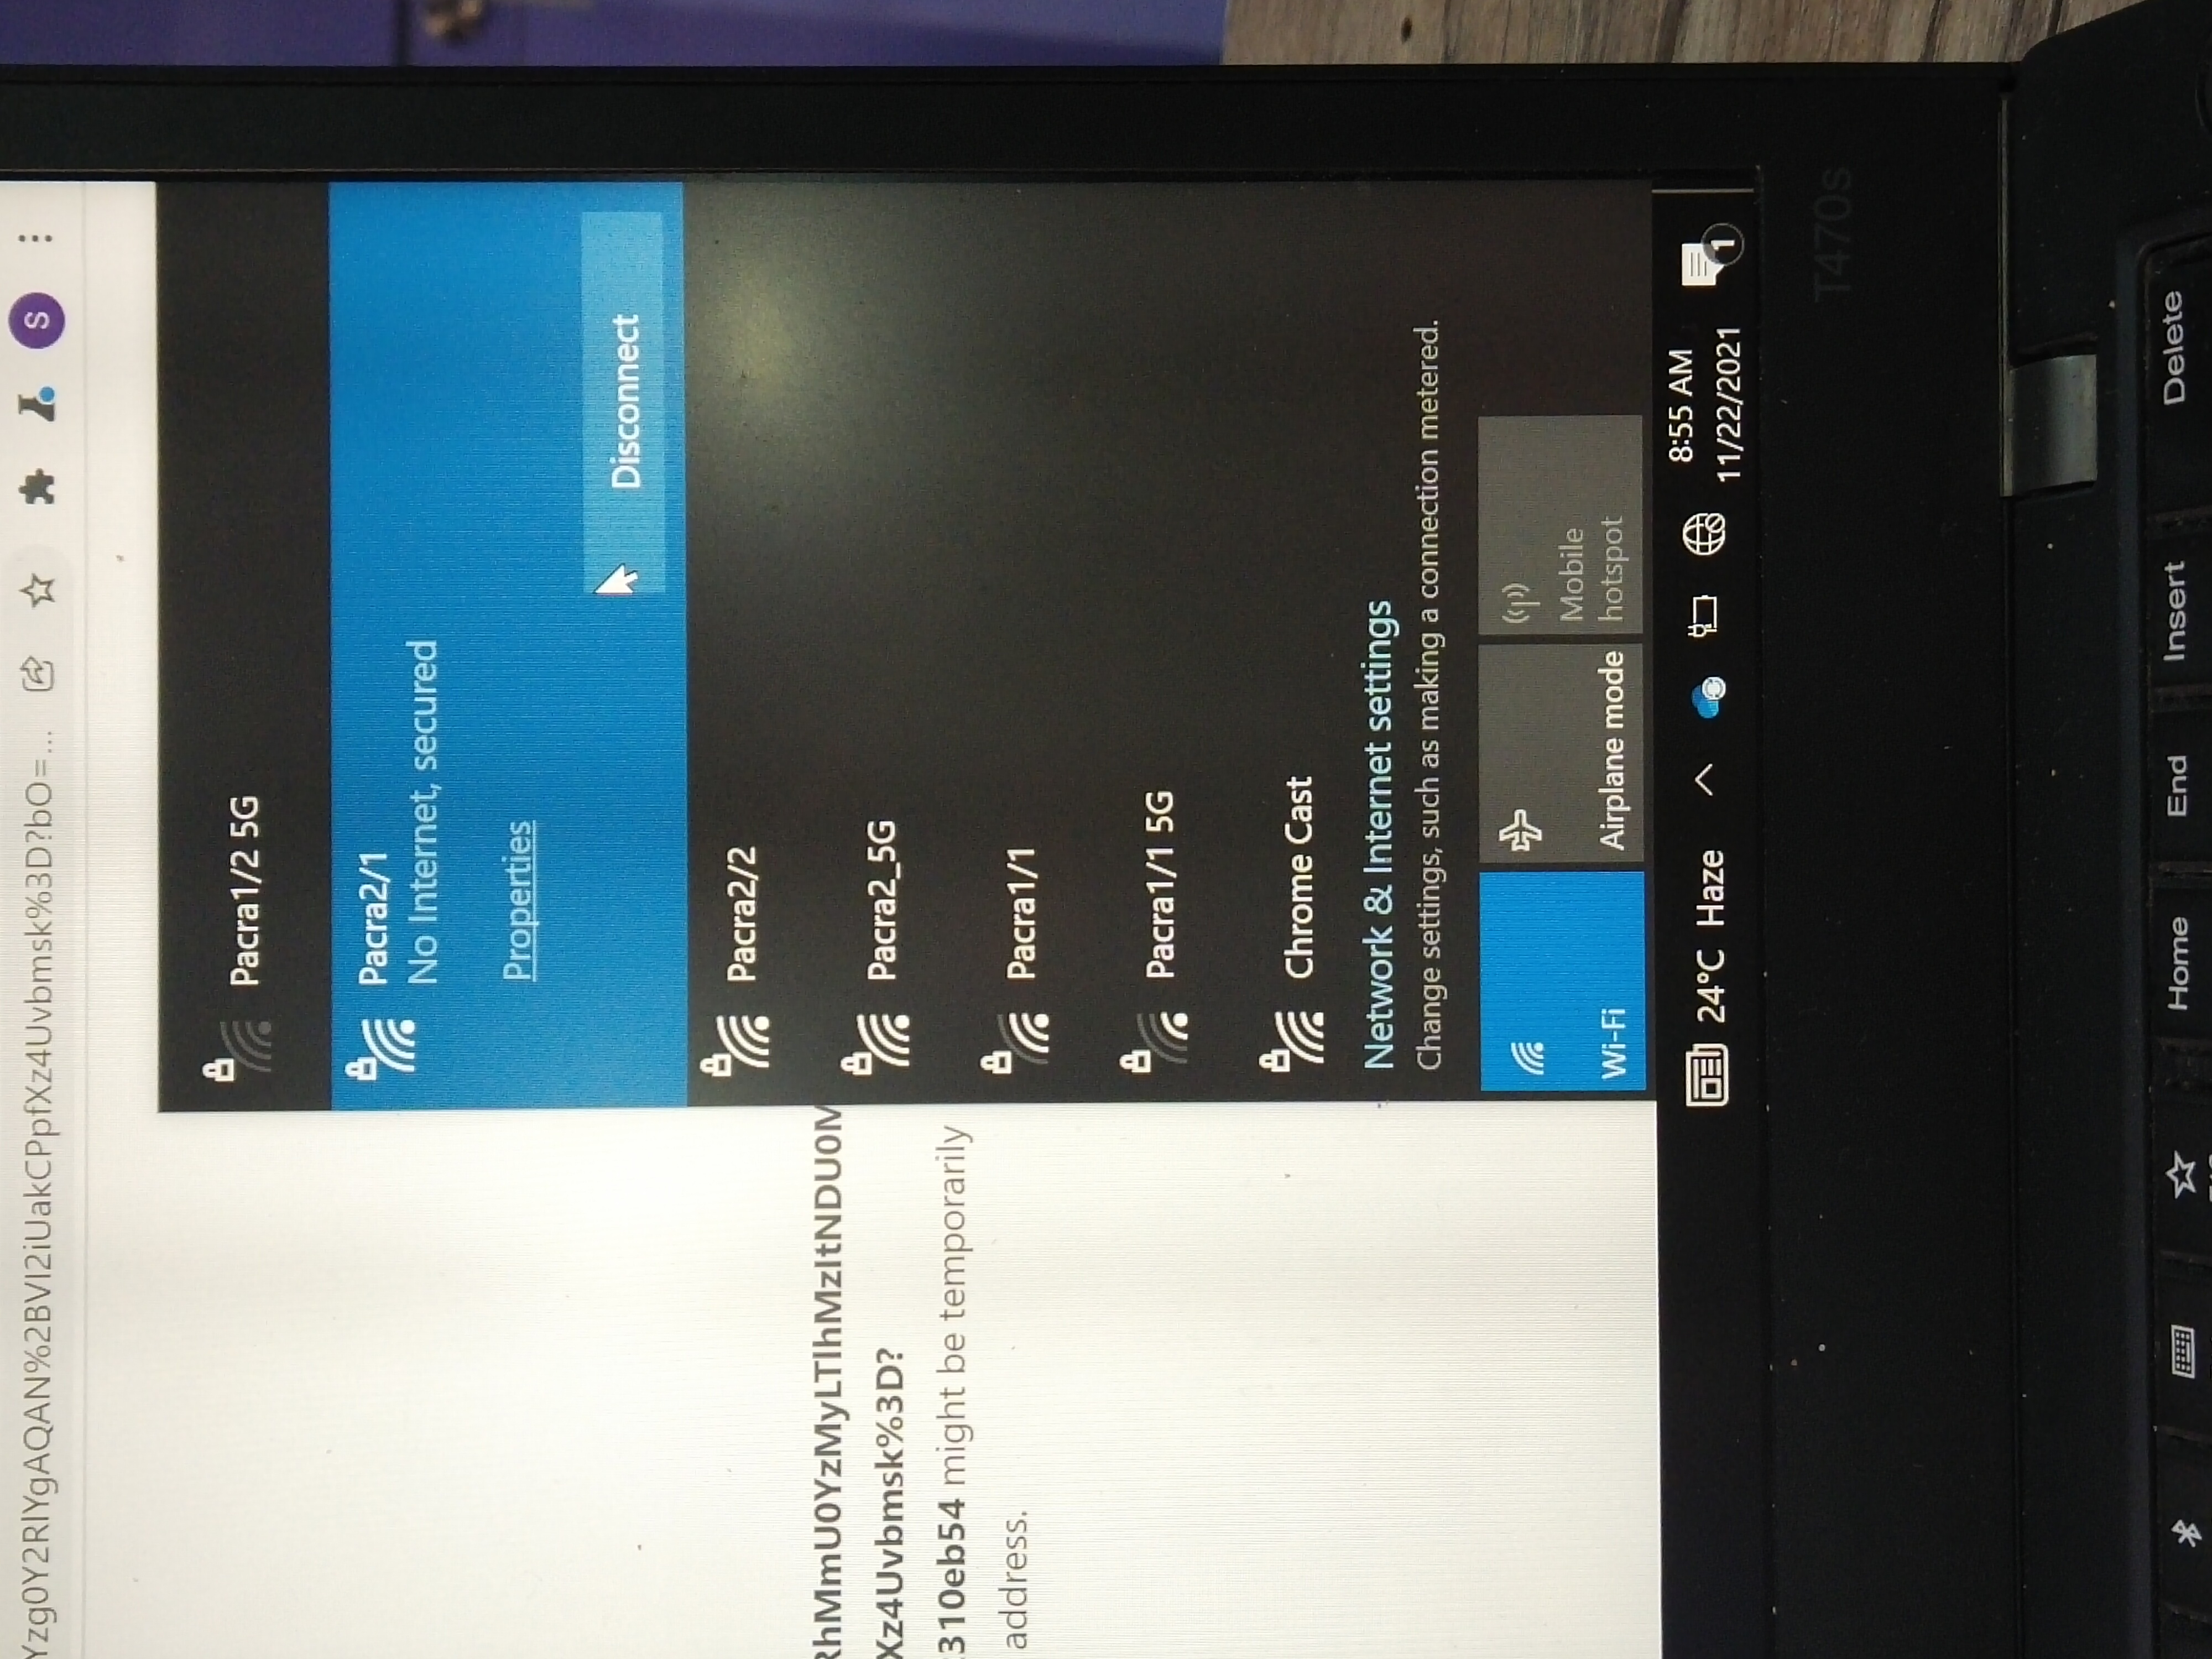 Yzg0Y2RlYgAQAN%2BVI2iUakCPpfXz4Uvbmsk%3D?bO=...
S
Pacra1/2 5G
Pacra2/1
No Internet, secured
Properties
Disconnect
Pacra2/2
RhMmU0YzMyLTlhMzItNDU0M
Pacra2_5G
Xz4Uvbmsk%3D?
310eb54 might be temporarily
address.
Pacra1/1
Pacra1/1 5G
Chrome Cast
Network & Internet settings
Change settings, such as making a connection metered.
Wi-Fi
Airplane mode
Mobile
hotspot
24°C Haze
8:55 AM
11/22/2021
1
T470s
Home
End
Insert
Delete